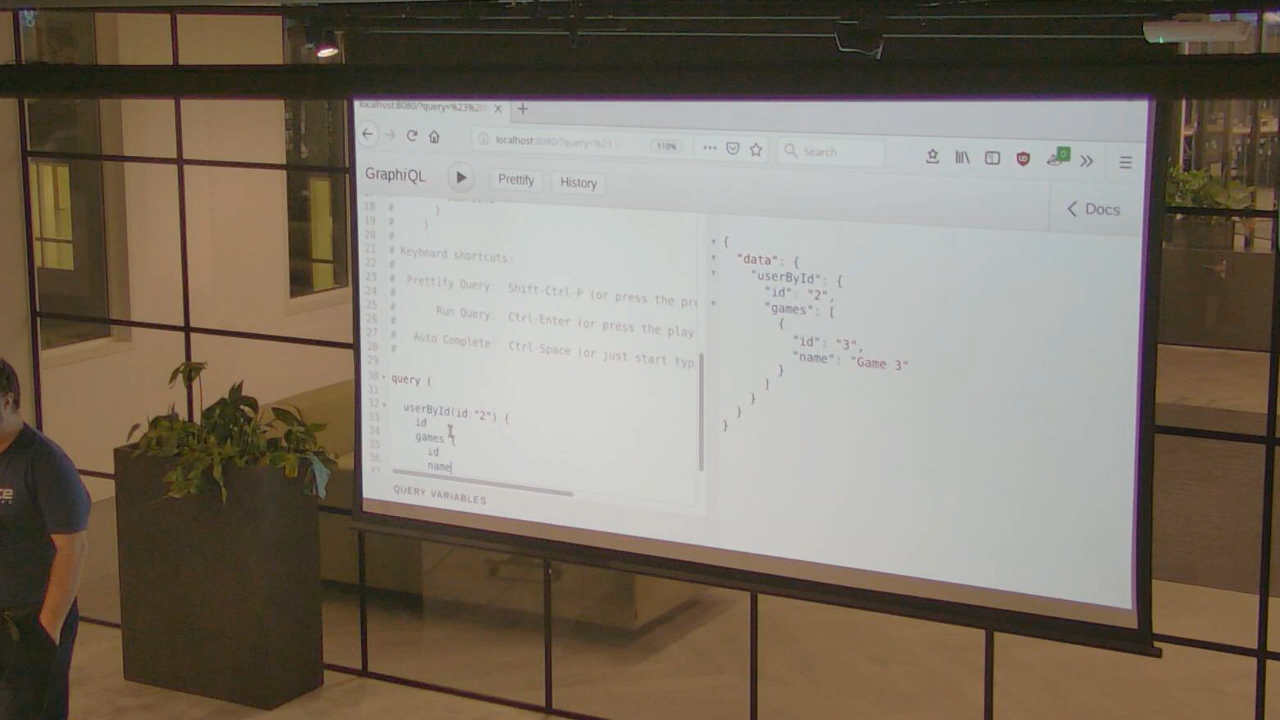 localhost:8080/?query=%23%20
localhost:8080/?query=%23
110%
Search
0
GraphiQL
Prettify
History
Docs
18 # }
19 # }
20 #
21 # Keyboard shortcuts:
22 #
23 # Prettify Query: Shift-Ctrl-P (or press the pre
24 #
25 # Run Query: Ctrl-Enter (or press the play
26 #
27 # Auto Complete: Ctrl-Space (or just start typ
28 #
29
30 query {
31
32 userById(id:"2") {
33 id
34 games {
35 id
36 name
37
QUERY VARIABLES
{
"data": {
"userById": {
"id": "2",
"games": [
{
"id": "3",
"name": "Game 3"
}
]
}
}
}
ce